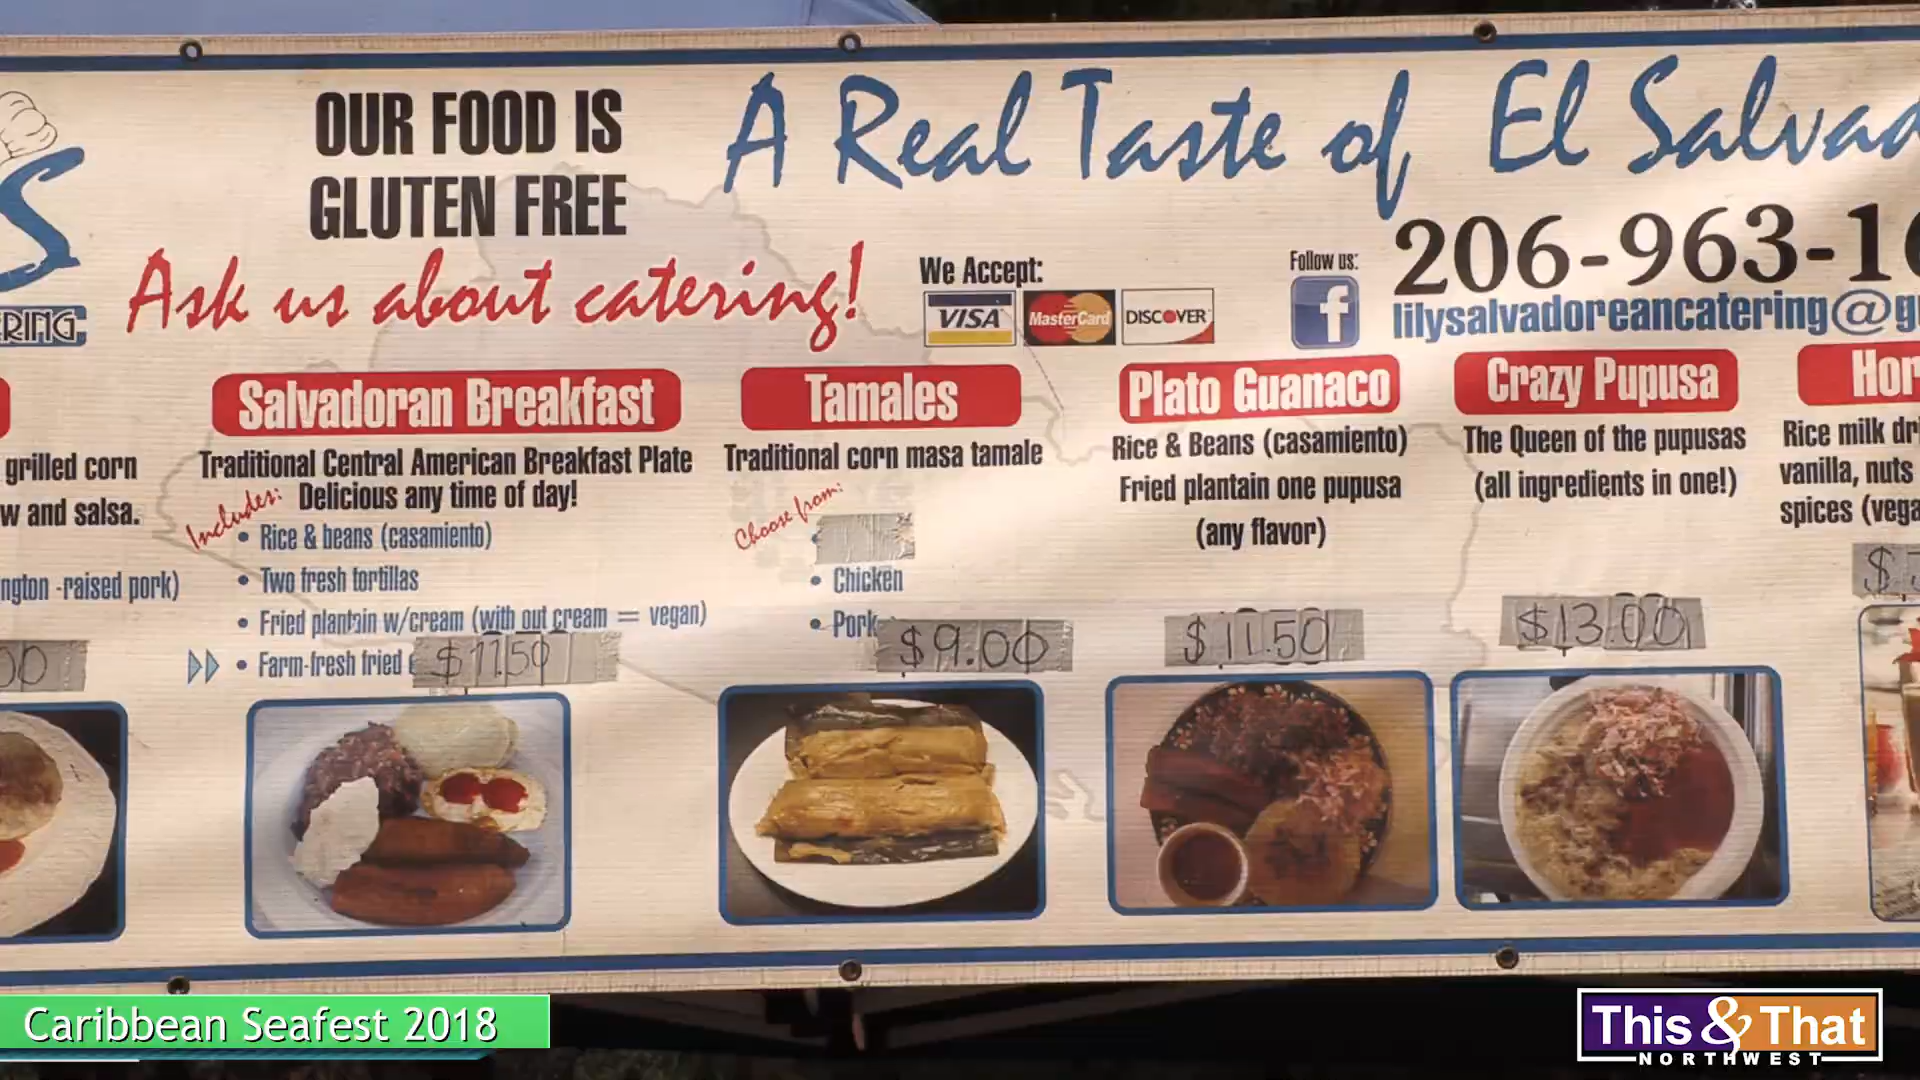 OUR FOOD IS
GLUTEN FREE
Ask us about catering!
A Real Taste of El Salvad
We Accept:
VISA
MasterCard
DISCOVER
Follow us:
f
206-963-1
lilysalvadoreancatering@g
S
RING
grilled corn
w and salsa.
ngton -raised pork)
00
Salvadoran Breakfast
Traditional Central American Breakfast Plate
Delicious any time of day!
Includes:
• Rice & beans (casamiento)
• Two fresh tortillas
• Fried plantain w/cream (with out cream = vegan)
• Farm-fresh fried
$11.50
Tamales
Traditional corn masa tamale
Choose from:
• Chicken
• Pork
$9.00
Plato Guanaco
Rice & Beans (casamiento)
Fried plantain one pupusa
(any flavor)
$11.50
Crazy Pupusa
The Queen of the pupusas
(all ingredients in one!)
$13.00
Hor
Rice milk dri
vanilla, nuts
spices (vega
$
Caribbean Seafest 2018
This & That
NORTHWEST